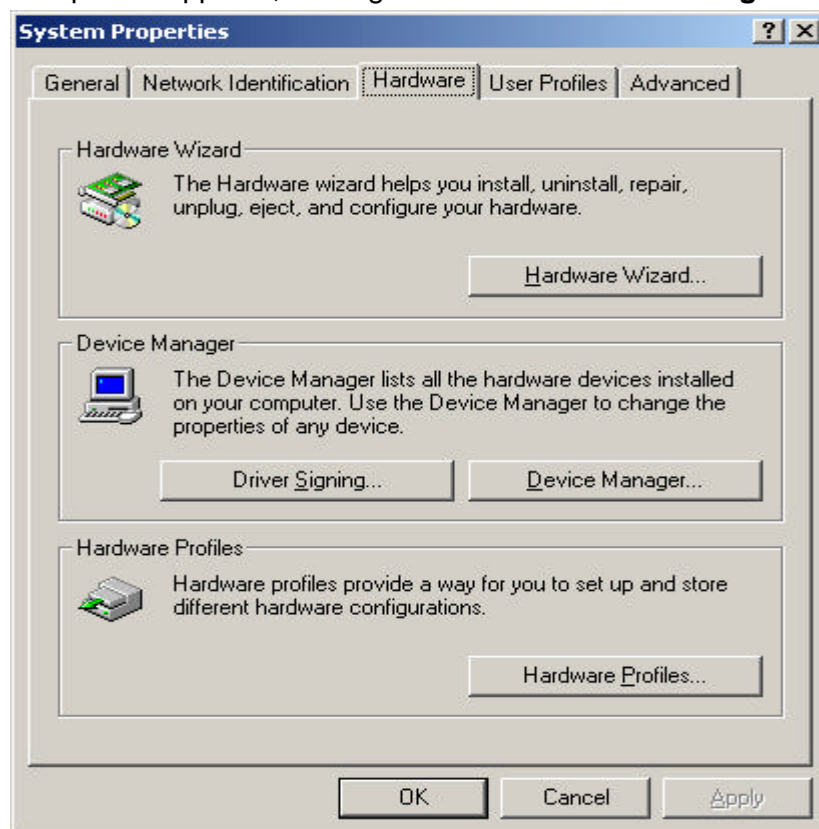 System Properties
General Network Identification Hardware User Profiles Advanced
Hardware Wizard
The Hardware wizard helps you install, uninstall, repair,
unplug, eject, and configure your hardware.
Hardware Wizard...
Device Manager
The Device Manager lists all the hardware devices installed
on your computer. Use the Device Manager to change the
properties of any device.
Driver Signing... Device Manager...
Hardware Profiles
Hardware profiles provide a way for you to set up and store
different hardware configurations.
Hardware Profiles...
OK Cancel Apply